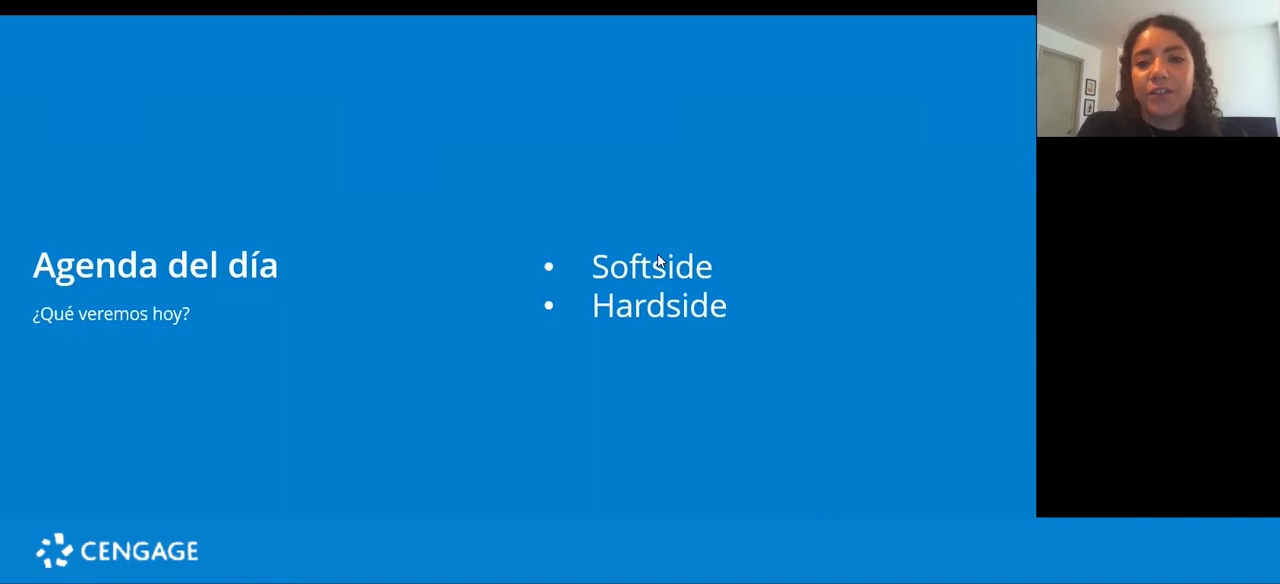 Agenda del día
¿Qué veremos hoy?
• Softside
• Hardside
CENGAGE